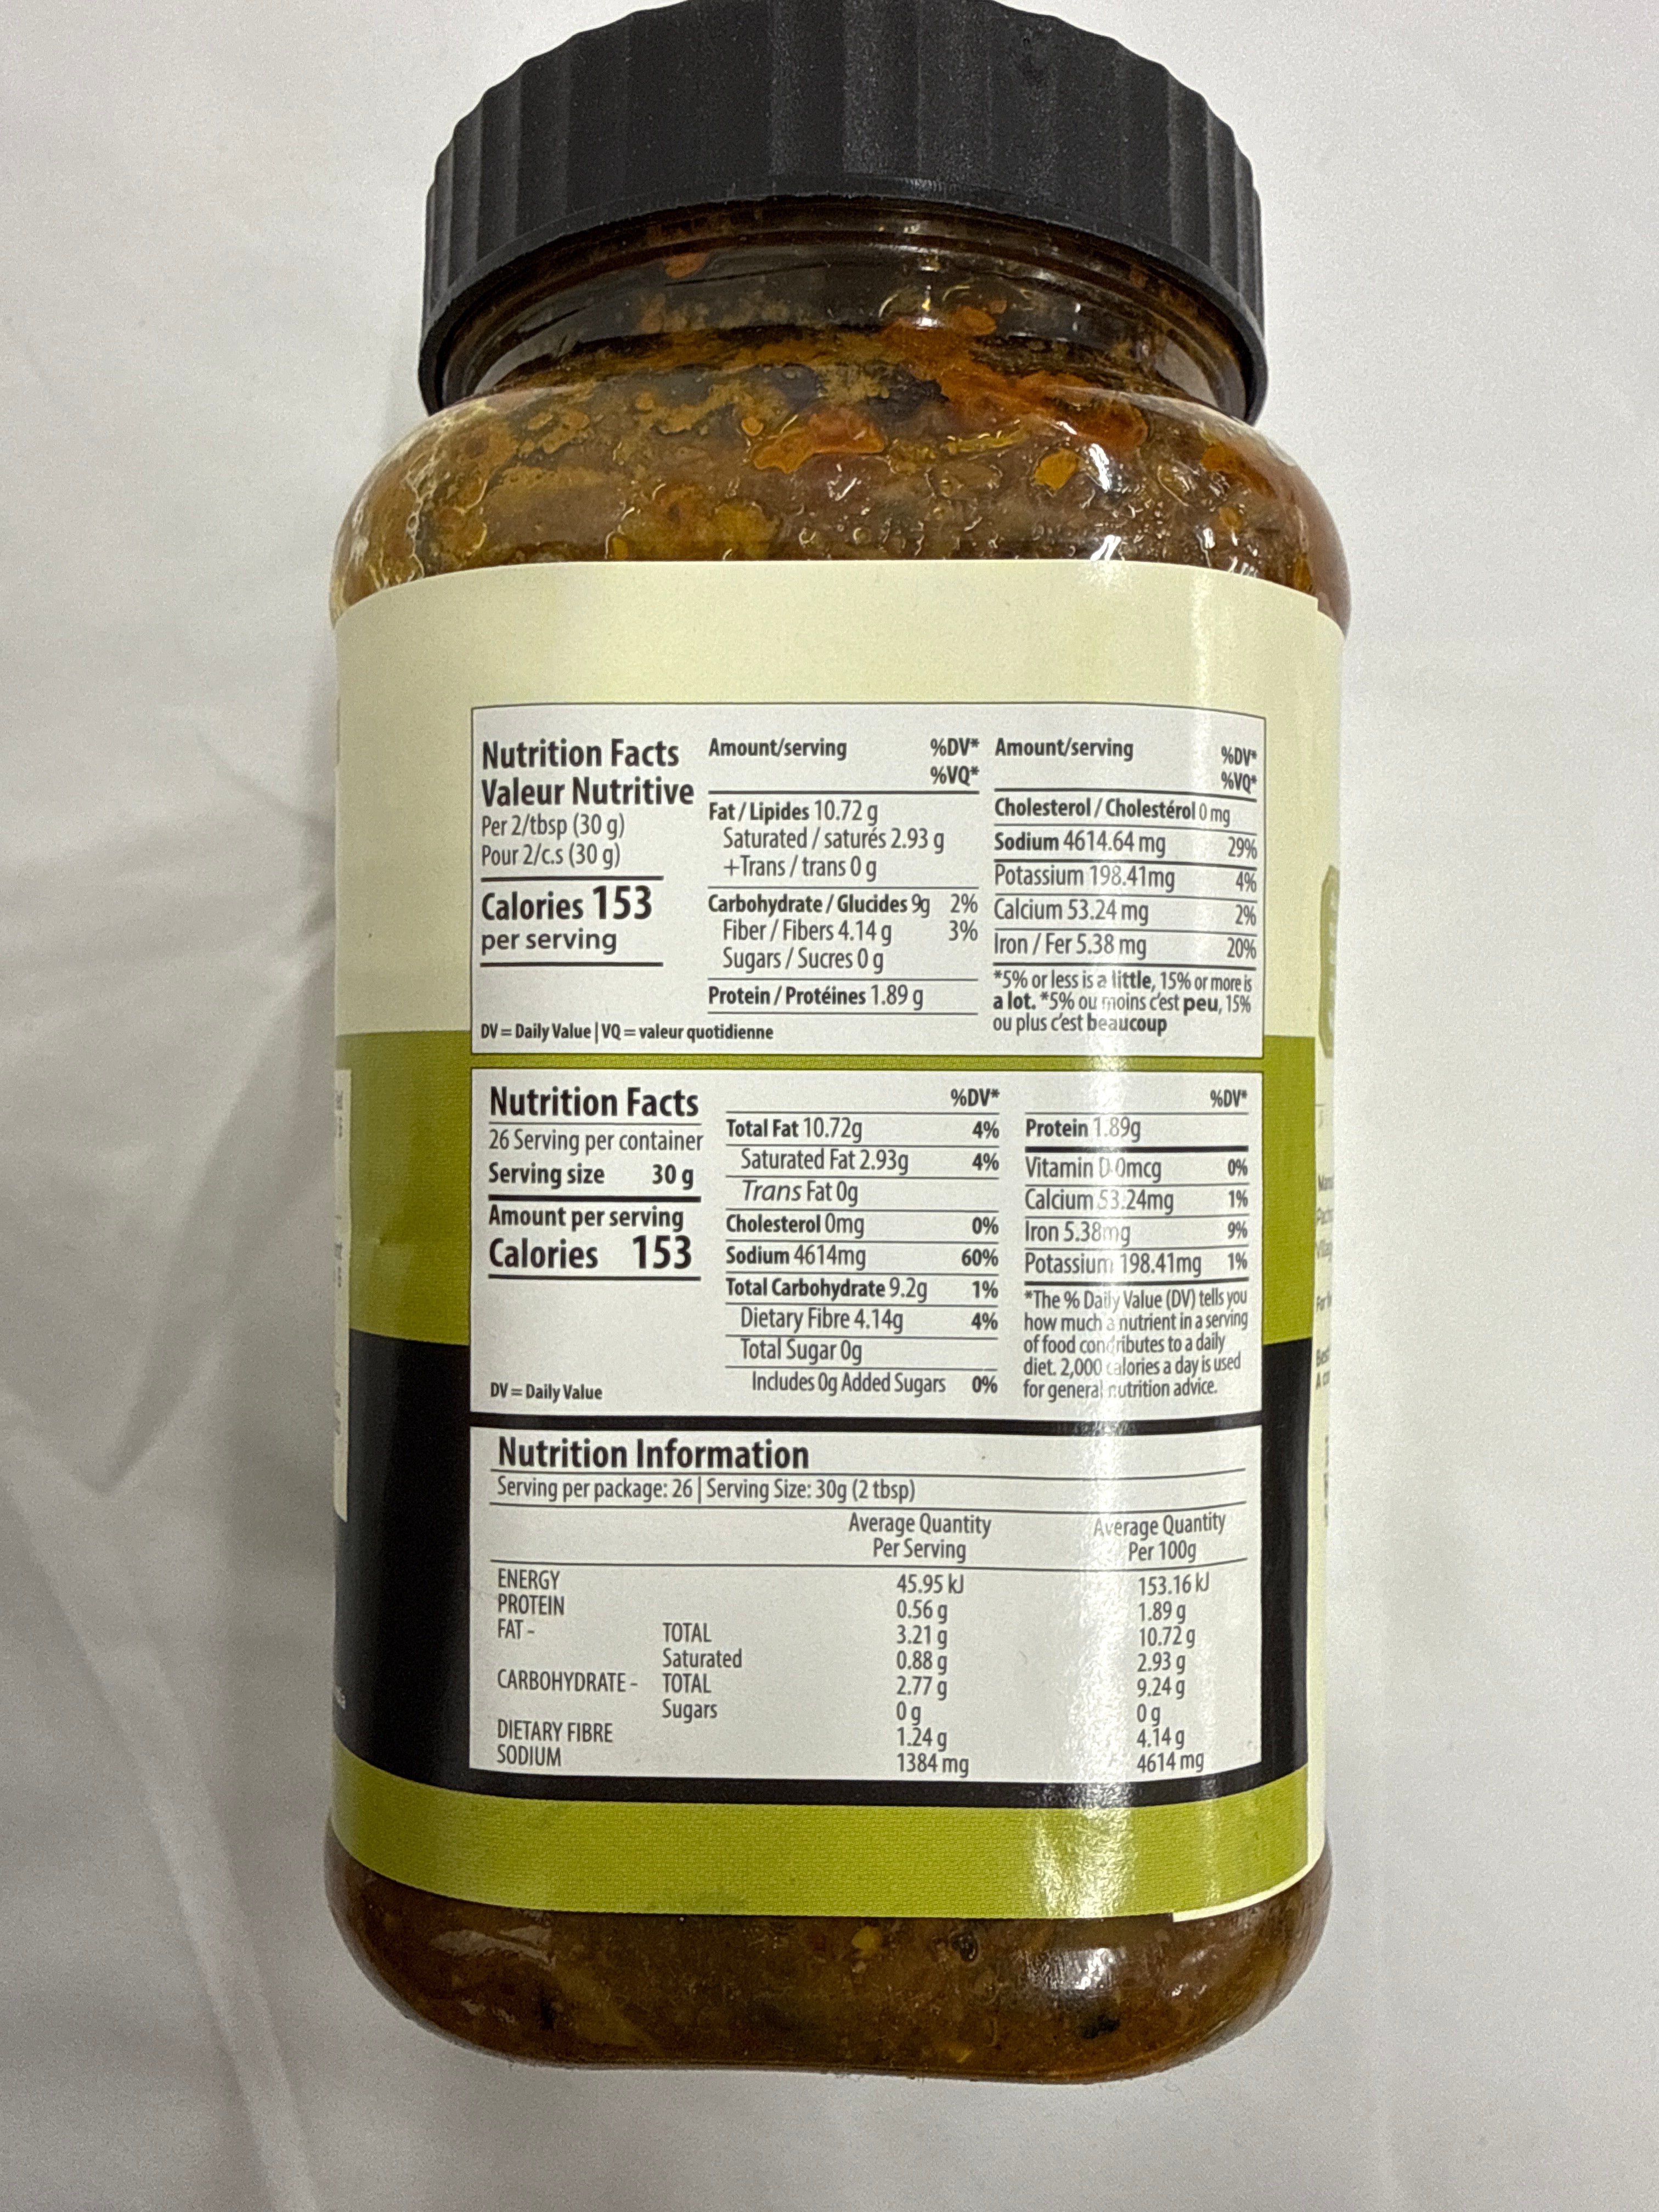 Nutrition Facts
Valeur Nutritive
Per 2/tbsp (30 g)
Pour 2/c.s (30 g)
Calories 153
per serving
Amount/serving %DV*
%VQ*
Fat / Lipides 10.72 g
Saturated / saturés 2.93 g
+Trans / trans 0 g
Carbohydrate / Glucides 9g 2%
Fiber / Fibers 4.14 g 3%
Sugars / Sucres 0 g
Protein / Protéines 1.89 g
Amount/serving %DV*
%VQ*
Cholesterol / Cholestérol 0 mg
Sodium 4614.64 mg 29%
Potassium 198.41mg 4%
Calcium 53.24 mg 2%
Iron / Fer 5.38 mg 20%
*5% or less is a little, 15% or more is
a lot. *5% ou moins c'est peu, 15%
ou plus c'est beaucoup
DV = Daily Value | VQ = valeur quotidienne
Nutrition Facts
26 Serving per container
Serving size 30 g
Amount per serving
Calories 153
DV = Daily Value
%DV*
Total Fat 10.72g 4%
Saturated Fat 2.93g 4%
Trans Fat 0g
Cholesterol 0mg 0%
Sodium 4614mg 60%
Total Carbohydrate 9.2g 1%
Dietary Fibre 4.14g 4%
Total Sugar 0g
Includes 0g Added Sugars 0%
%DV*
Protein 1.89g
Vitamin D 0mcg 0%
Calcium 53.24mg 1%
Iron 5.38mg 9%
Potassium 198.41mg 1%
*The % Daily Value (DV) tells you
how much a nutrient in a serving
of food condributes to a daily
diet. 2,000 calories a day is used
for general nutrition advice.
Nutrition Information
Serving per package: 26 | Serving Size: 30g (2 tbsp)
Average Quantity Average Quantity
Per Serving Per 100g
ENERGY 45.95 kJ 153.16 kJ
PROTEIN 0.56 g 1.89 g
FAT - TOTAL 3.21 g 10.72 g
Saturated 0.88 g 2.93 g
CARBOHYDRATE - TOTAL 2.77 g 9.24 g
Sugars 0 g 0 g
DIETARY FIBRE 1.24 g 4.14 g
SODIUM 1384 mg 4614 mg